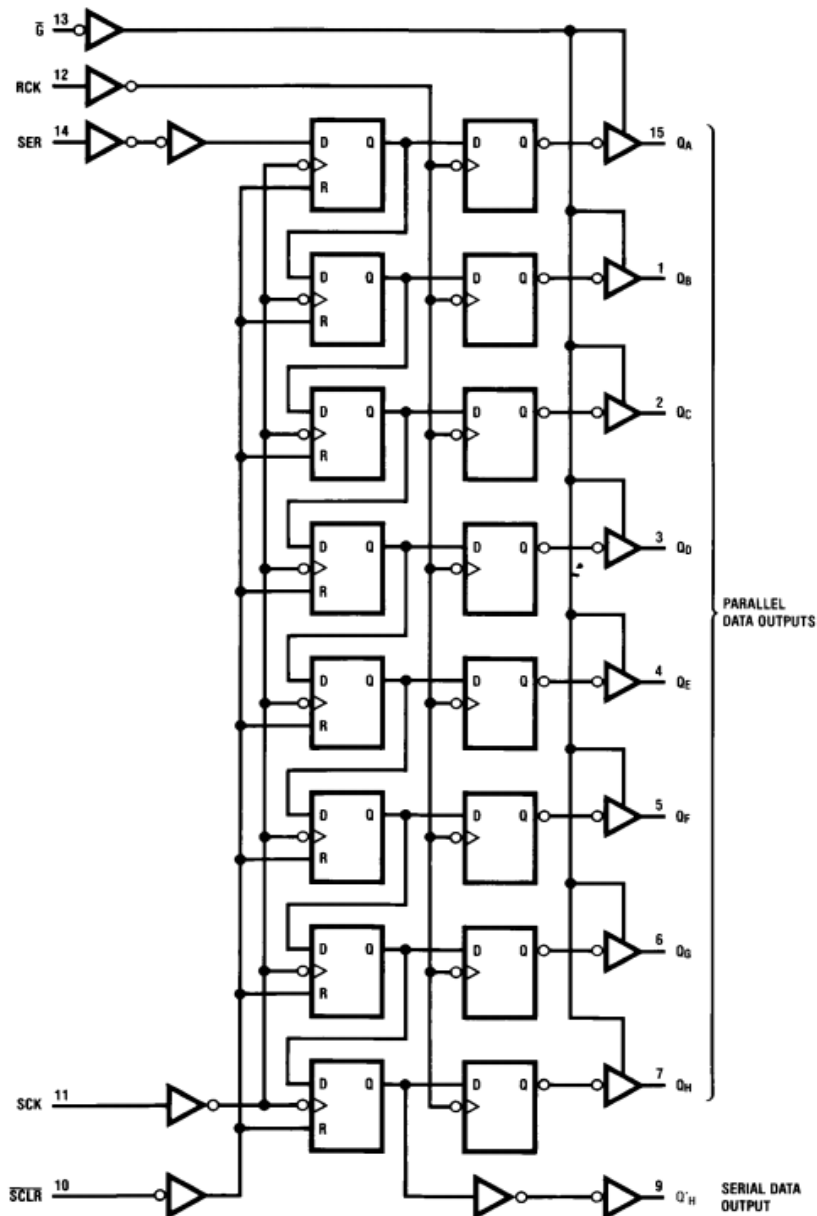 G̅ 13
RCK 12
SER 14
D Q D Q 15 QA
R
D Q D Q 1 QB
R
D Q D Q 2 QC
R
D Q D Q 3 QD
R
PARALLEL
DATA OUTPUTS
D Q D Q 4 QE
R
D Q D Q 5 QF
R
D Q D Q 6 QG
R
D Q D Q 7 QH
SCK 11
R
S̅C̅L̅R̅ 10
9 Q'H SERIAL DATA
OUTPUT